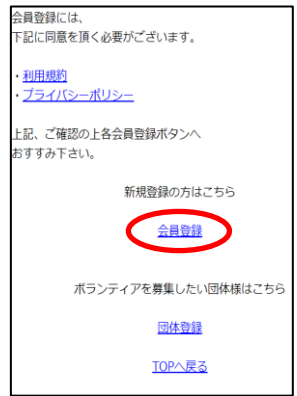 会員登録には、
下記に同意を頂く必要がございます。
・利用規約
・プライバシーポリシー
上記、ご確認の上各会員登録ボタンへ
おすすみ下さい。
新規登録の方はこちら
会員登録
ボランティアを募集したい団体様はこちら
団体登録
TOPへ戻る